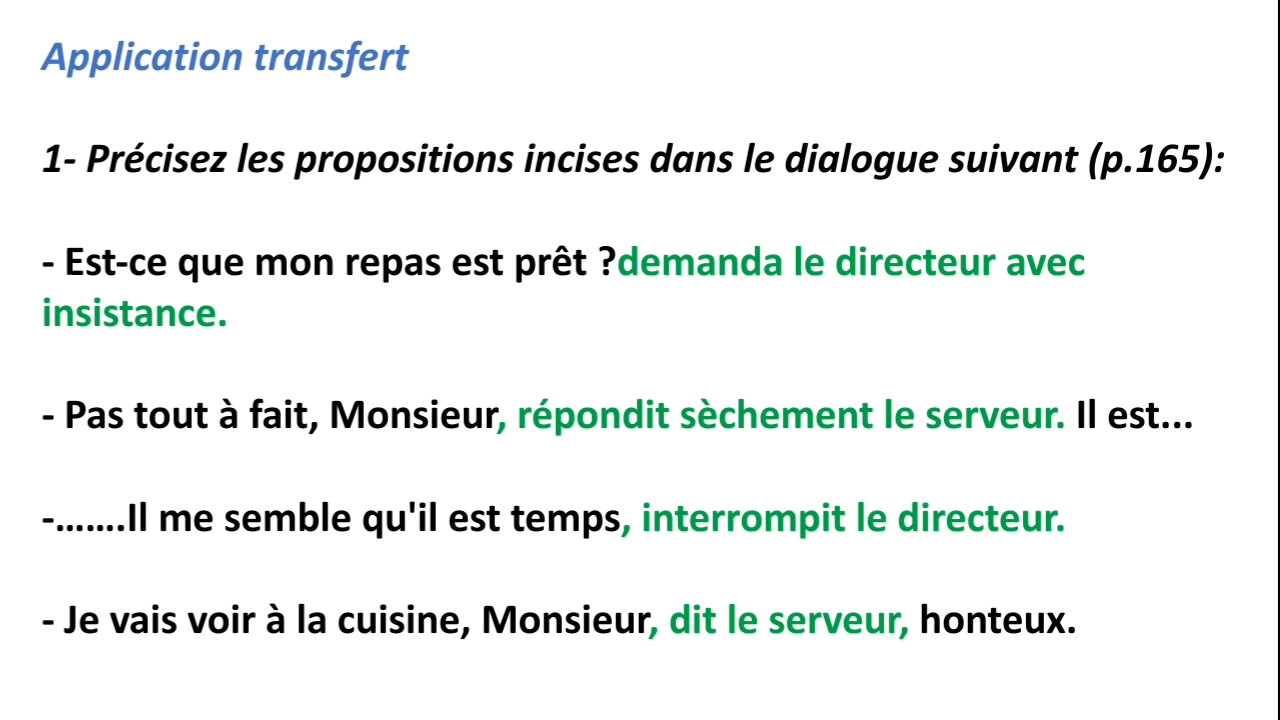 Application transfert
1- Précisez les propositions incises dans le dialogue suivant (p.165):
- Est-ce que mon repas est prêt ?demanda le directeur avec
insistance.
- Pas tout à fait, Monsieur, répondit sèchement le serveur. Il est...
-…….Il me semble qu'il est temps, interrompit le directeur.
- Je vais voir à la cuisine, Monsieur, dit le serveur, honteux.